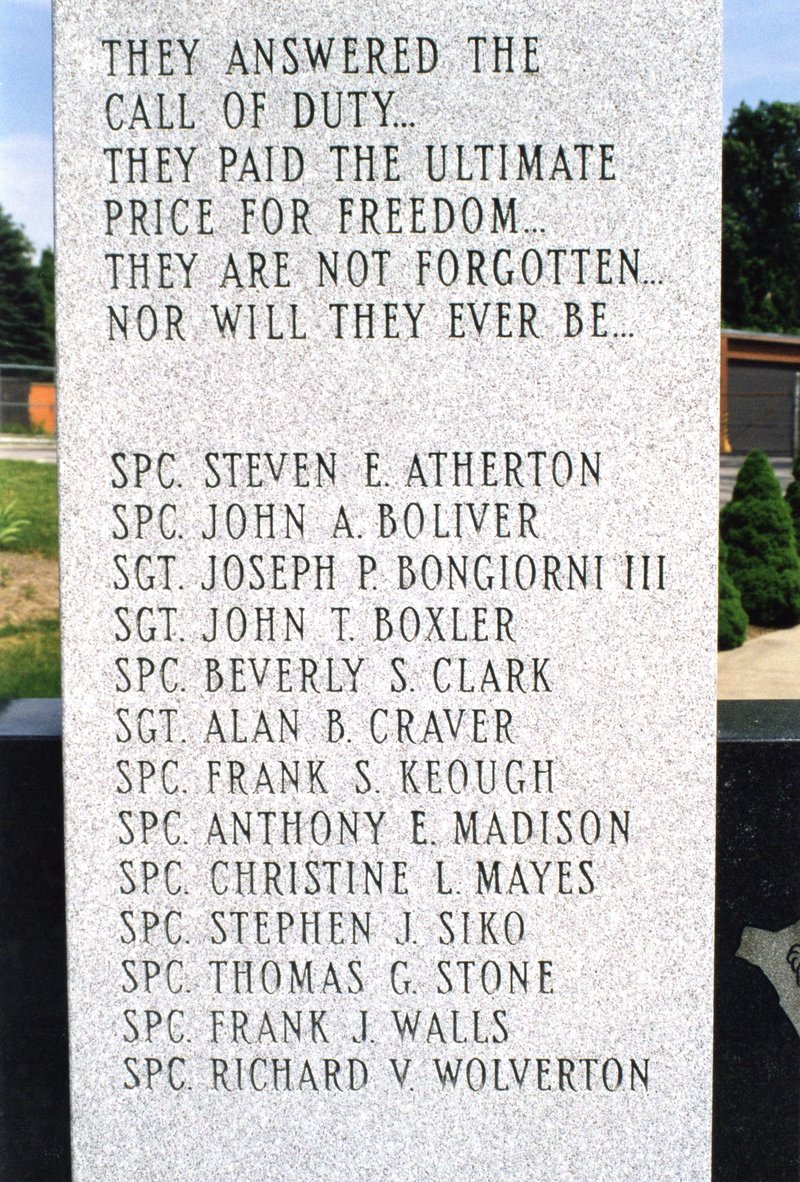 THEY ANSWERED THE
CALL OF DUTY...
THEY PAID THE ULTIMATE
PRICE FOR FREEDOM...
THEY ARE NOT FORGOTTEN...
NOR WILL THEY EVER BE...
SPC. STEVEN E. ATHERTON
SPC. JOHN A. BOLIVER
SGT. JOSEPH P. BONGIORNI III
SGT. JOHN T. BOXLER
SPC. BEVERLY S. CLARK
SGT. ALAN B. CRAVER
SPC. FRANK S. KEOUGH
SPC. ANTHONY E. MADISON
SPC. CHRISTINE L. MAYES
SPC. STEPHEN J. SIKO
SPC. THOMAS G. STONE
SPC. FRANK J. WALLS
SPC. RICHARD V. WOLVERTON